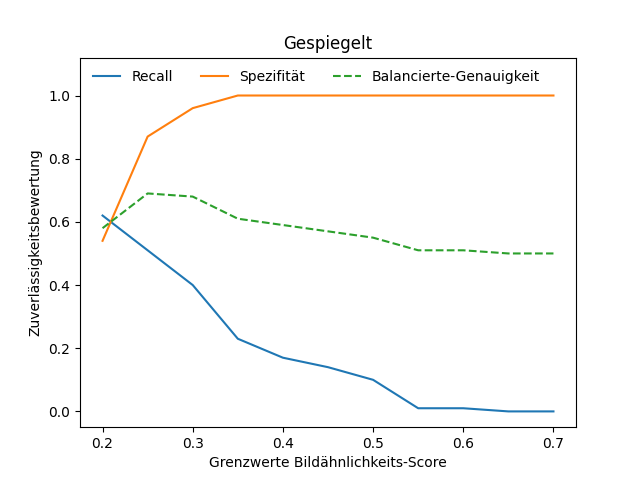 Gespiegelt
Recall Spezifität Balancierte-Genauigkeit
Zuverlässigkeitsbewertung
1.0
0.8
0.6
0.4
0.2
0.0
0.2 0.3 0.4 0.5 0.6 0.7
Grenzwerte Bildähnlichkeits-Score